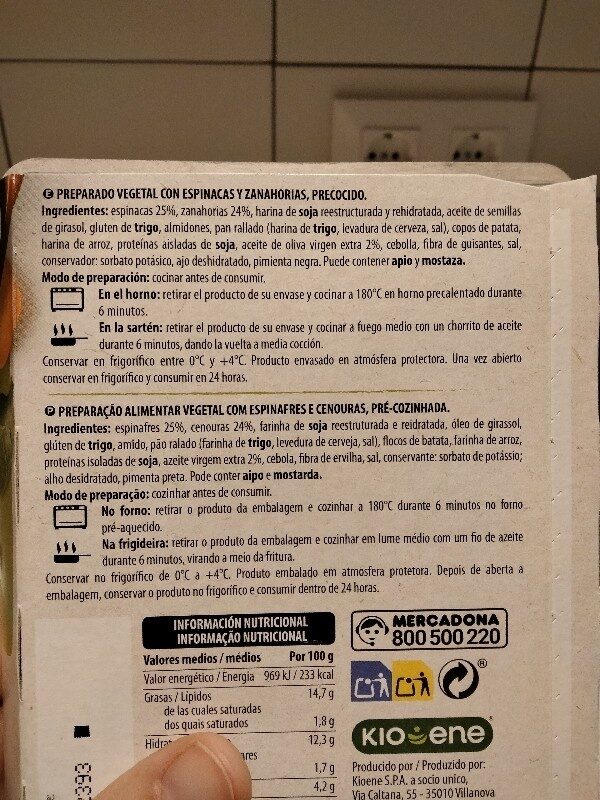 E PREPARADO VEGETAL CON ESPINACAS Y ZANAHORIAS, PRECOCIDO.
Ingredientes: espinacas 25%, zanahorias 24%, harina de soja reestructurada y rehidratada, aceite de semillas
de girasol, gluten de trigo, almidones, pan rallado (harina de trigo, levadura de cerveza, sal), copos de patata,
harina de arroz, proteínas aisladas de soja, aceite de oliva virgen extra 2%, cebolla, fibra de guisantes, sal,
conservador: sorbato potásico, ajo deshidratado, pimienta negra. Puede contener apio y mostaza.
Modo de preparación: cocinar antes de consumir.
En el horno: retirar el producto de su envase y cocinar a 180°C en horno precalentado durante
6 minutos.
En la sartén: retirar el producto de su envase y cocinar a fuego medio con un chorrito de aceite
durante 6 minutos, dando la vuelta a media cocción.
Conservar en frigorífico entre 0°C y +4°C. Producto envasado en atmósfera protectora. Una vez abierto
conservar en frigorífico y consumir en 24 horas.
P PREPARAÇÃO ALIMENTAR VEGETAL COM ESPINAFRES E CENOURAS, PRÉ-COZINHADA.
Ingredientes: espinafres 25%, cenouras 24%, farinha de soja reestruturada e reidratada, óleo de girassol,
glúten de trigo, amido, pão ralado (farinha de trigo, levedura de cerveja, sal), flocos de batata, farinha de arroz,
proteínas isoladas de soja, azeite virgem extra 2%, cebola, fibra de ervilha, sal, conservante: sorbato de potássio;
alho desidratado, pimenta preta. Pode conter aipo e mostarda.
Modo de preparação: cozinhar antes de consumir.
No forno: retirar o produto da embalagem e cozinhar a 180°C durante 6 minutos no forno
pré-aquecido.
Na frigideira: retirar o produto da embalagem e cozinhar em lume médio com um fio de azeite
durante 6 minutos, virando a meio da fritura.
Conservar no frigorífico de 0°C a +4°C. Produto embalado em atmosfera protetora. Depois de aberta a
embalagem, conservar o produto no frigorífico e consumir dentro de 24 horas.
INFORMACIÓN NUTRICIONAL
INFORMAÇÃO NUTRICIONAL
Valores medios / médios Por 100 g
Valor energético / Energia 969 kJ / 233 kcal
Grasas / Lípidos 14,7 g
de las cuales saturadas
dos quais saturados 1,8 g
Hidrat 12,3 g
ares
1,7 g
4,2 g
MERCADONA
800 500 220
®
KIOENE
Producido por / Produzido por:
Kioene S.P.A. a socio unico,
Via Caltana, 55 - 35010 Villanova